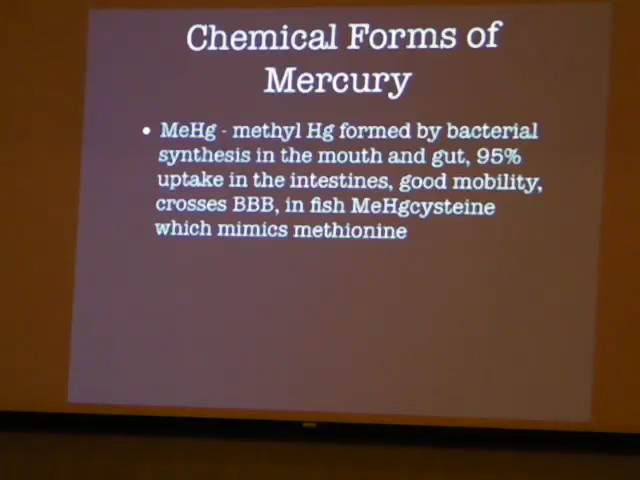 Chemical Forms of
Mercury
• MeHg - methyl Hg formed by bacterial
synthesis in the mouth and gut, 95%
uptake in the intestines, good mobility,
crosses BBB, in fish MeHgcysteine
which mimics methionine